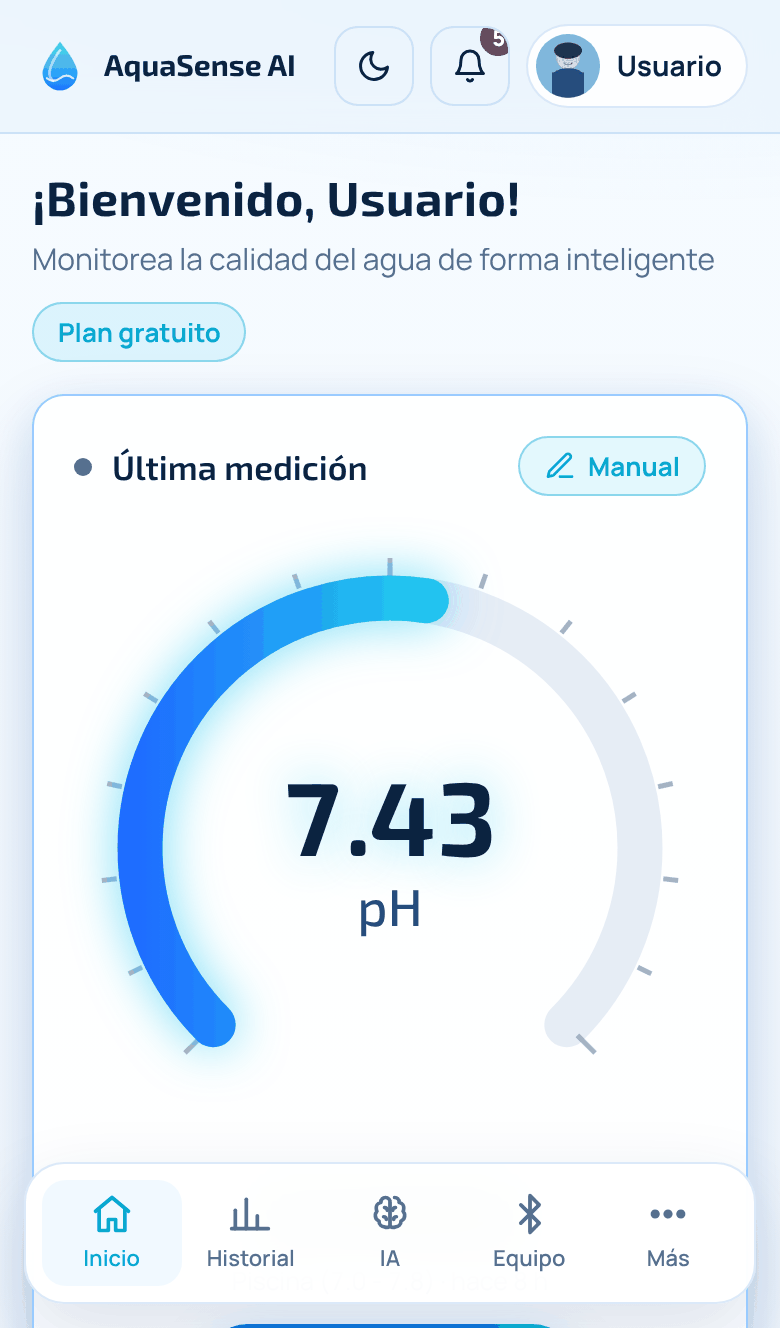 AquaSense AI
5
Usuario
¡Bienvenido, Usuario!
Monitorea la calidad del agua de forma inteligente
Plan gratuito
Última medición
Manual
7.43
pH
Inicio
Historial
IA
Equipo
Más